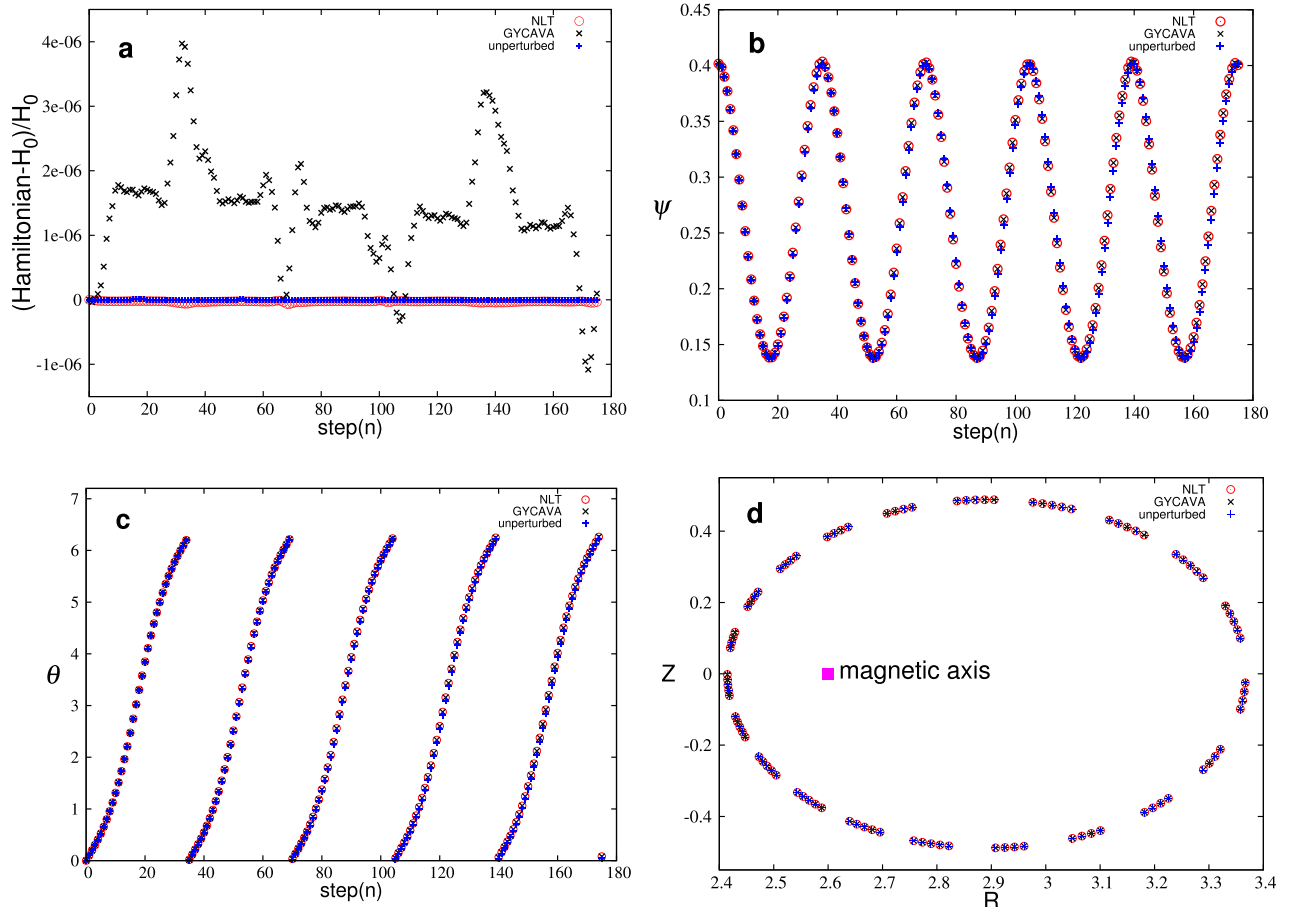 a
NLT
GYCAVA
unperturbed
(Hamiltonian-H0)/H0
4e-06
3e-06
2e-06
1e-06
0
-1e-06
0 20 40 60 80 100 120 140 160 180
step(n)
b
NLT
GYCAVA
unperturbed
ψ
0.45
0.4
0.35
0.3
0.25
0.2
0.15
0.1
0 20 40 60 80 100 120 140 160 180
step(n)
c
NLT
GYCAVA
unperturbed
θ
7
6
5
4
3
2
1
0
0 20 40 60 80 100 120 140 160 180
step(n)
d
NLT
GYCAVA
unperturbed
Z
0.4
0.2
0
-0.2
-0.4
magnetic axis
2.4 2.5 2.6 2.7 2.8 2.9 3 3.1 3.2 3.3 3.4
R